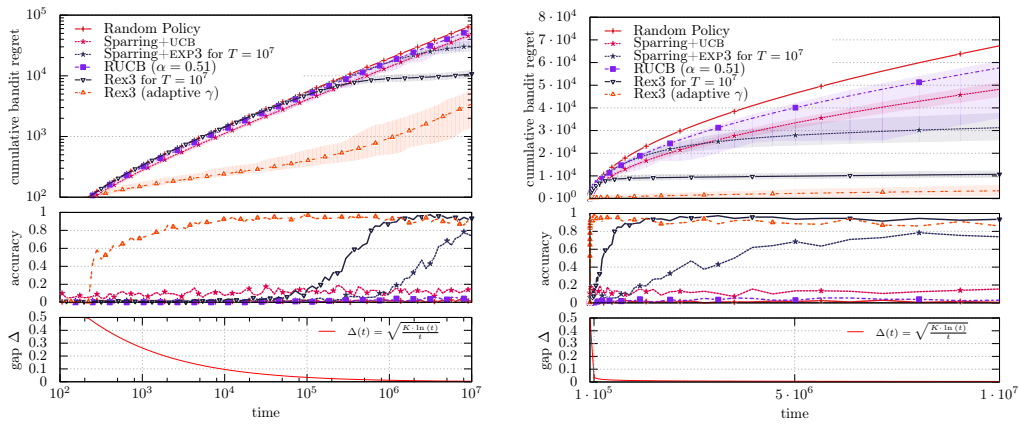 10^5
10^4
10^3
10^2
cumulative bandit regret
Random Policy
Sparring+UCB
Sparring+EXP3 for T = 10^7
RUCB (α = 0.51)
Rex3 for T = 10^7
Rex3 (adaptive γ)
1
0.8
0.6
0.4
0.2
0
accuracy
0.5
0.4
0.3
0.2
0.1
0
gap Δ
Δ(t) = √(K·ln (t)/t)
10^2
10^3
10^4
10^5
10^6
10^7
time
8 · 10^4
7 · 10^4
6 · 10^4
5 · 10^4
4 · 10^4
3 · 10^4
2 · 10^4
1 · 10^4
1 · 10^0
cumulative bandit regret
Random Policy
Sparring+UCB
Sparring+EXP3 for T = 10^7
RUCB (α = 0.51)
Rex3 for T = 10^7
Rex3 (adaptive γ)
1
0.8
0.6
0.4
0.2
0
accuracy
0.5
0.4
0.3
0.2
0.1
0
gap Δ
Δ(t) = √(K·ln (t)/t)
1 · 10^5
5 · 10^6
1 · 10^7
time